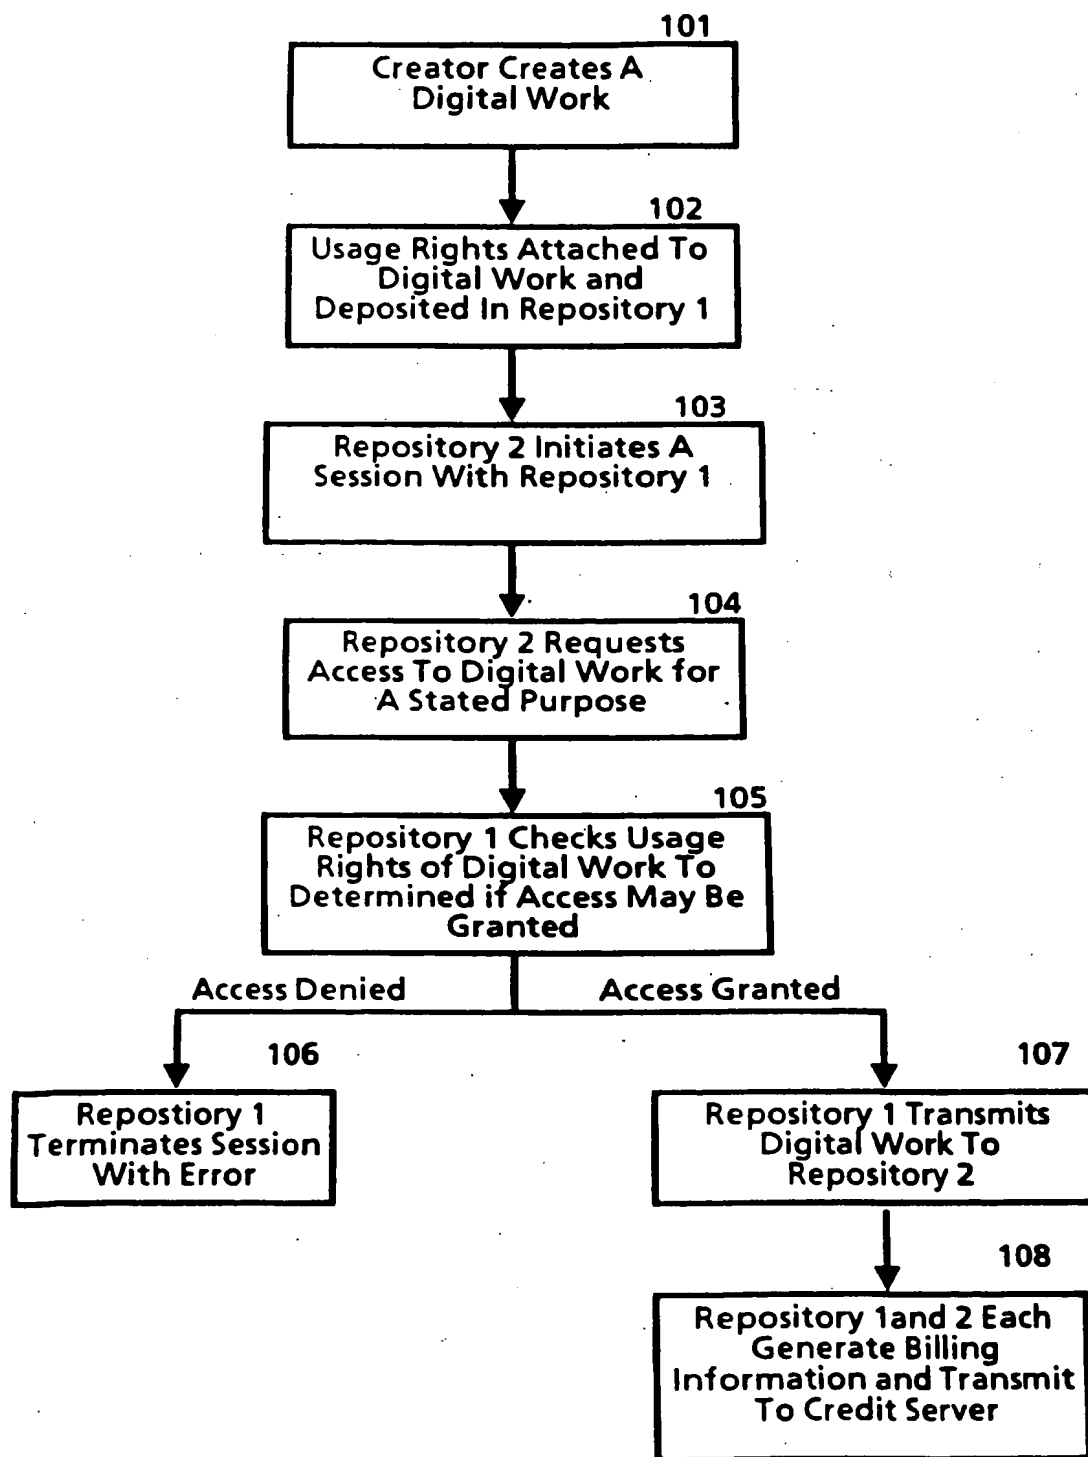 101
Creator Creates A
Digital Work
102
Usage Rights Attached To
Digital Work and
Deposited In Repository 1
103
Repository 2 Initiates A
Session With Repository 1
104
Repository 2 Requests
Access To Digital Work for
A Stated Purpose
105
Repository 1 Checks Usage
Rights of Digital Work To
Determined if Access May Be
Granted
Access Denied
Access Granted
106
Repostiory 1
Terminates Session
With Error
107
Repository 1 Transmits
Digital Work To
Repository 2
108
Repository 1and 2 Each
Generate Billing
Information and Transmit
To Credit Server